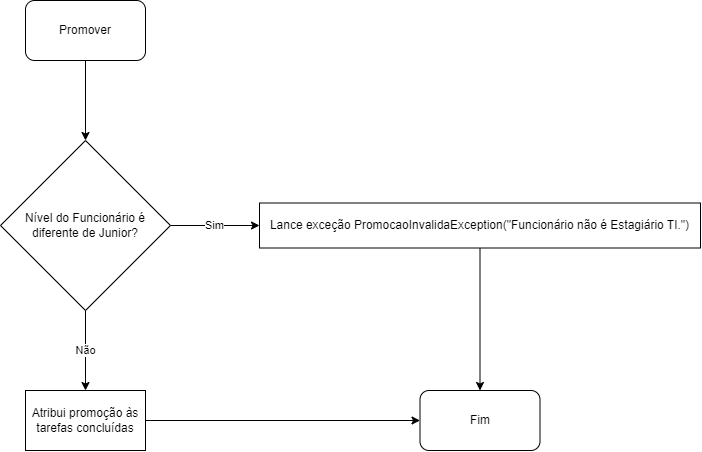 Promover
Nível do Funcionário é
diferente de Junior?
Sim
Lance exceção PromocaoInvalidaException("Funcionário não é Estagiário TI.")
Não
Atribui promoção às
tarefas concluídas
Fim